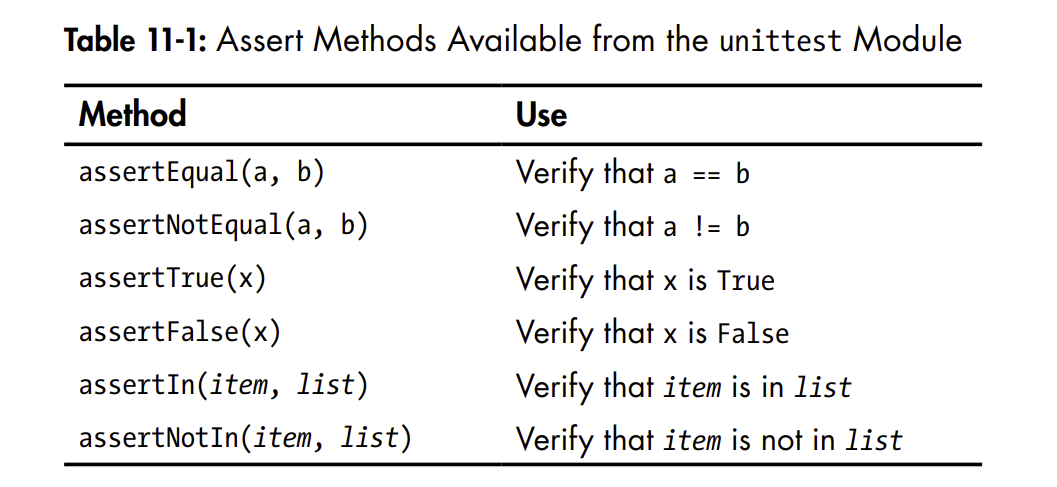 Table 11-1: Assert Methods Available from the unittest Module
Method Use
assertEqual(a, b) Verify that a == b
assertNotEqual(a, b) Verify that a != b
assertTrue(x) Verify that x is True
assertFalse(x) Verify that x is False
assertIn(item, list) Verify that item is in list
assertNotIn(item, list) Verify that item is not in list